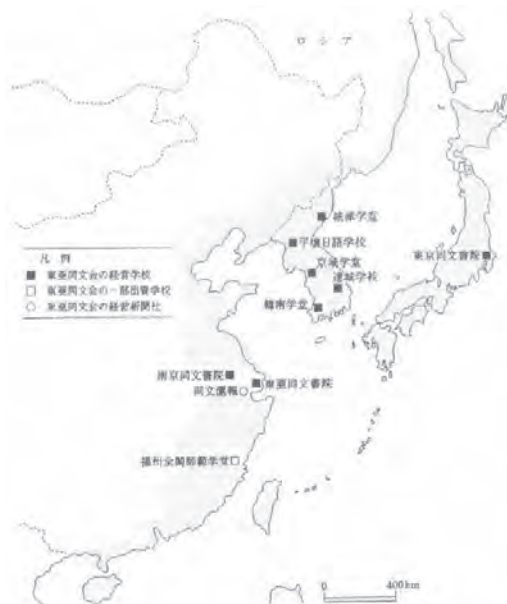 ロシア
城津学堂
平壌日語学校
京城学堂
達城学校
韓南学堂
東京同文書院
凡例
■ 東亜同文会の経営学校
□ 東亜同文会の一部出資学校
○ 東亜同文会の経営新聞社
南京同文書院
東亜同文書院
同文滬報
福州全閩師範学堂
0 400km